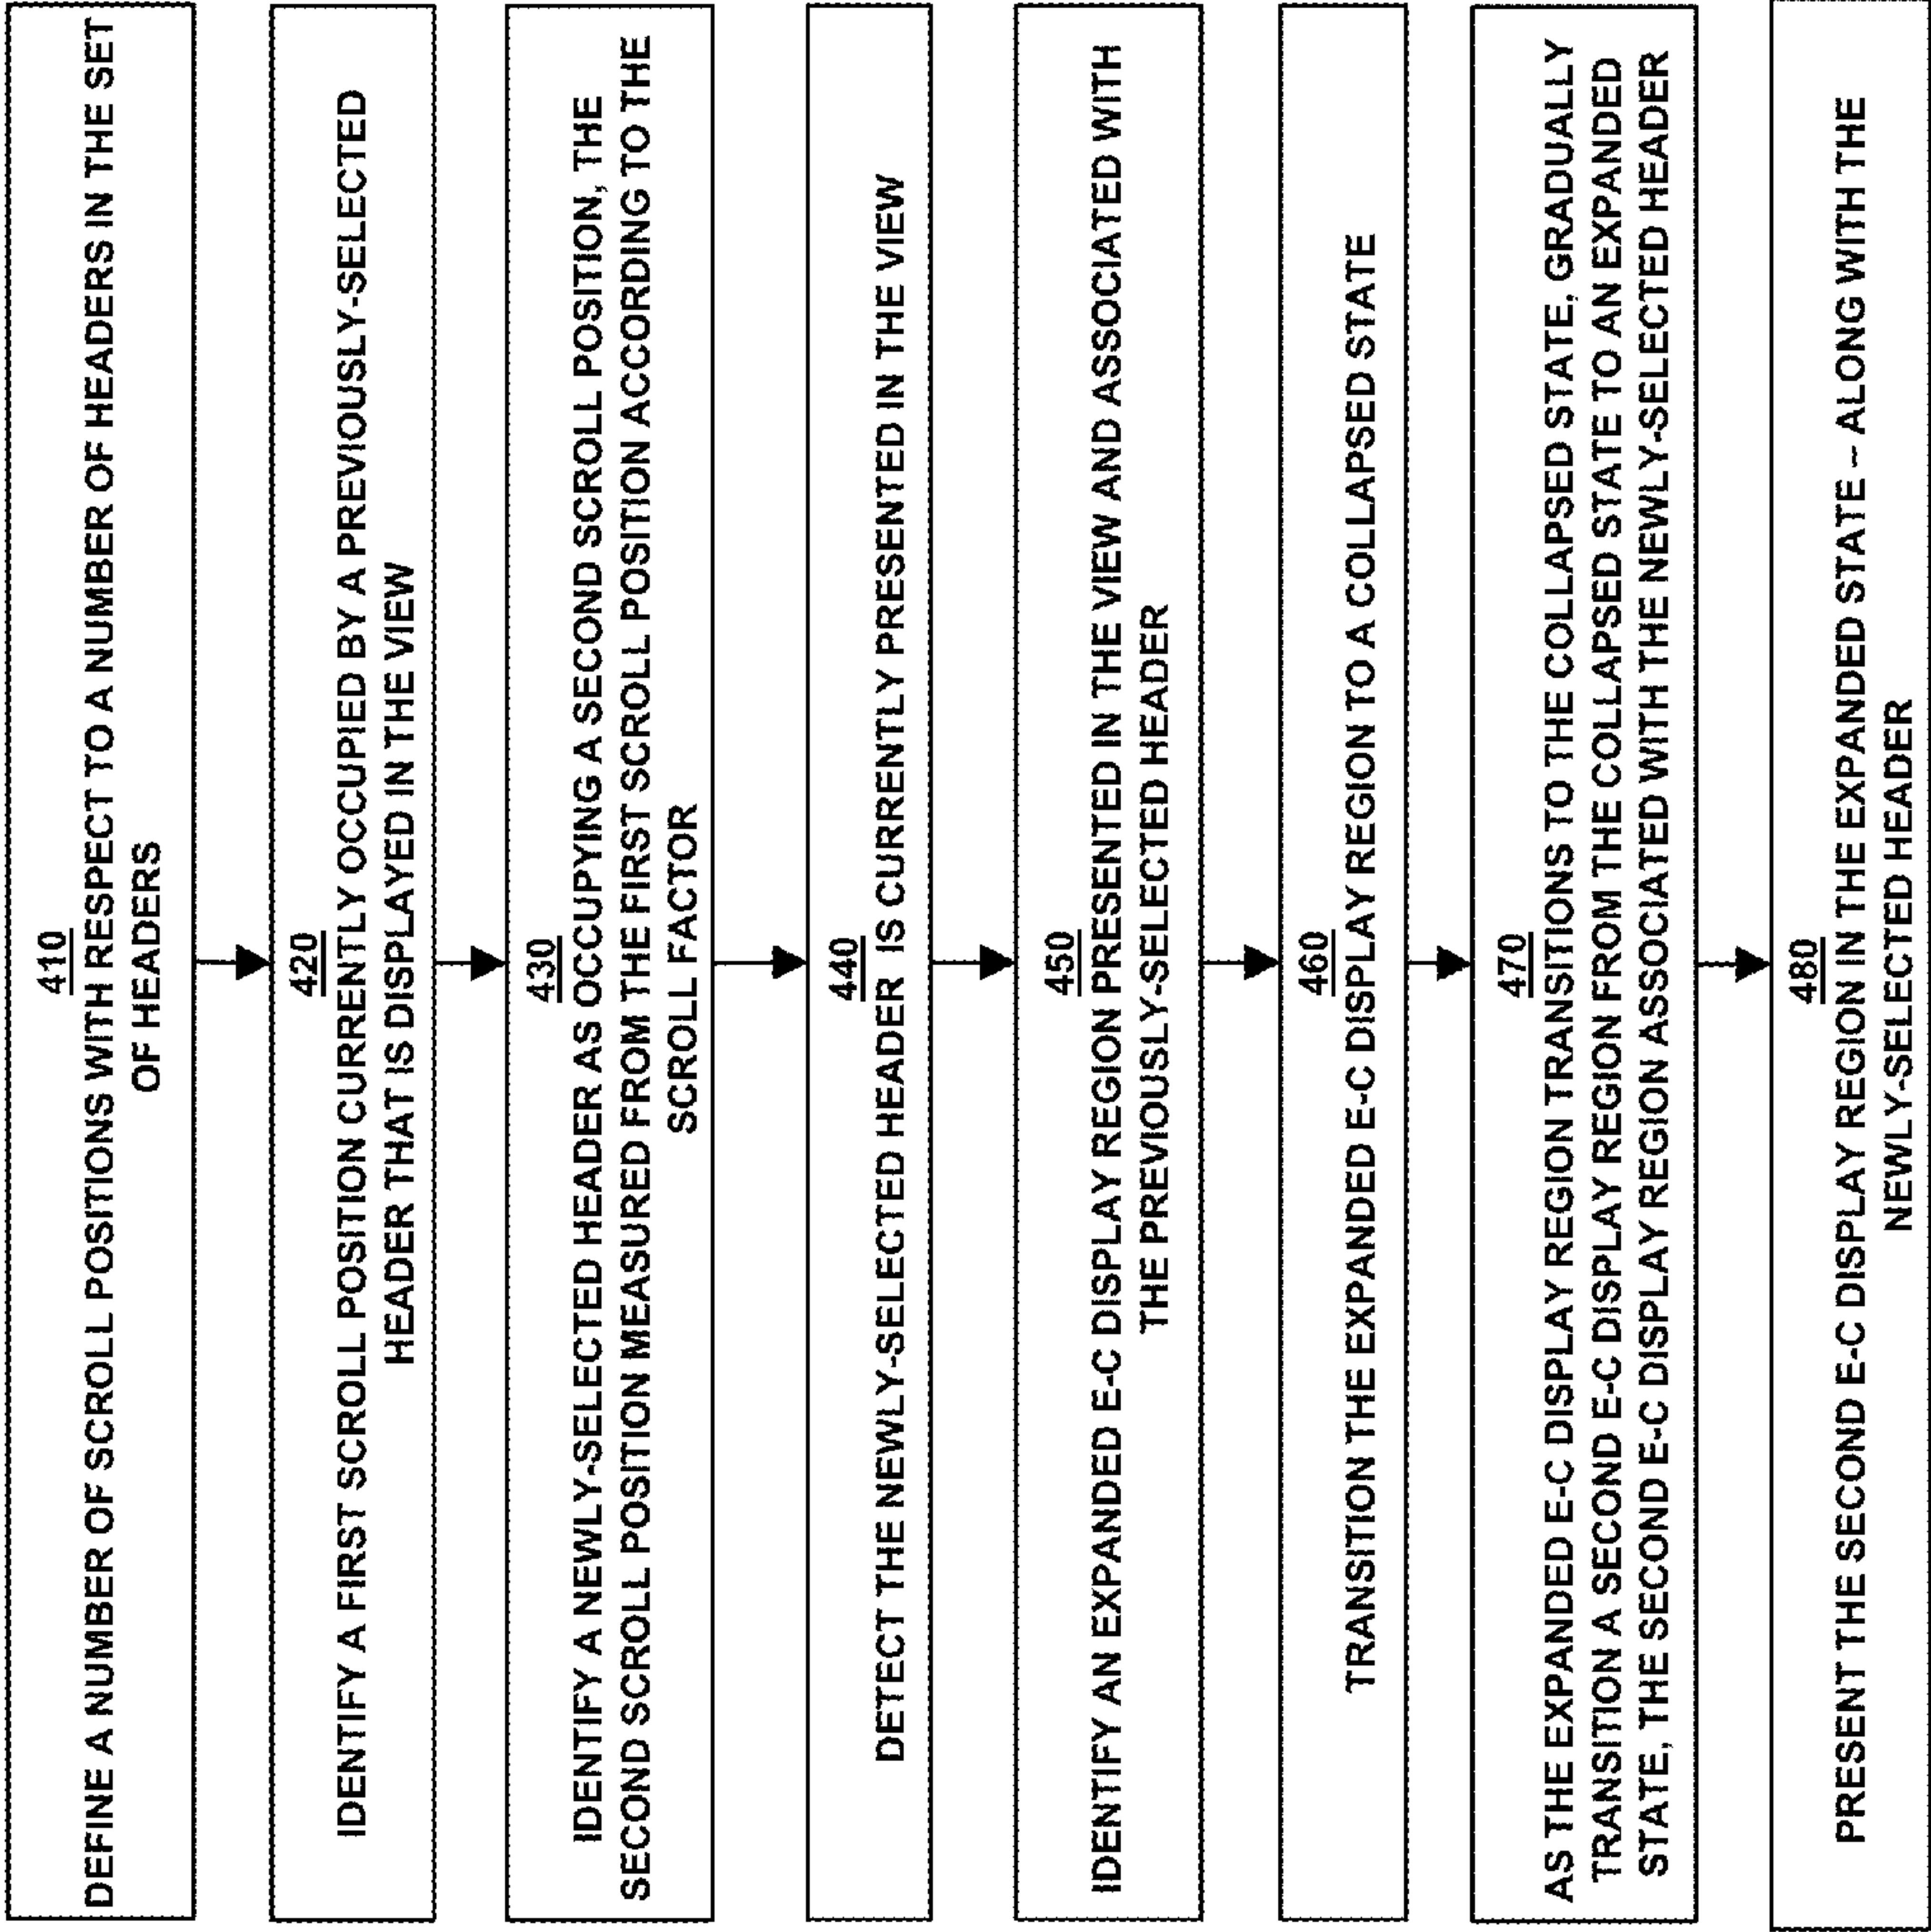 410
DEFINE A NUMBER OF SCROLL POSITIONS WITH RESPECT TO A NUMBER OF HEADERS IN THE SET
OF HEADERS
420
IDENTIFY A FIRST SCROLL POSITION CURRENTLY OCCUPIED BY A PREVIOUSLY-SELECTED
HEADER THAT IS DISPLAYED IN THE VIEW
430
IDENTIFY A NEWLY-SELECTED HEADER AS OCCUPYING A SECOND SCROLL POSITION, THE
SECOND SCROLL POSITION MEASURED FROM THE FIRST SCROLL POSITION ACCORDING TO THE
SCROLL FACTOR
440
DETECT THE NEWLY-SELECTED HEADER IS CURRENTLY PRESENTED IN THE VIEW
450
IDENTIFY AN EXPANDED E-C DISPLAY REGION PRESENTED IN THE VIEW AND ASSOCIATED WITH
THE PREVIOUSLY-SELECTED HEADER
460
TRANSITION THE EXPANDED E-C DISPLAY REGION TO A COLLAPSED STATE
470
AS THE EXPANDED E-C DISPLAY REGION TRANSITIONS TO THE COLLAPSED STATE, GRADUALLY
TRANSITION A SECOND E-C DISPLAY REGION FROM THE COLLAPSED STATE TO AN EXPANDED
STATE, THE SECOND E-C DISPLAY REGION ASSOCIATED WITH THE NEWLY-SELECTED HEADER
480
PRESENT THE SECOND E-C DISPLAY REGION IN THE EXPANDED STATE – ALONG WITH THE
NEWLY-SELECTED HEADER